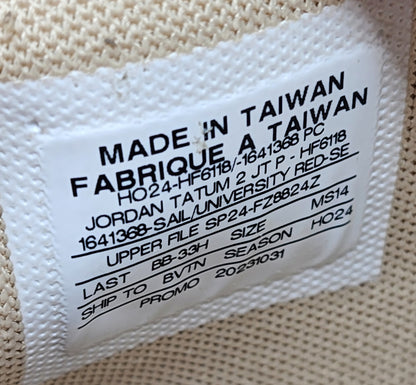 MADE IN TAIWAN
FABRIQUE A TAIWAN
HO24-HF6118/-1641368 PC
JORDAN TATUM 2 JT P - HF6118
1641368-SAIL/UNIVERSITY RED-SE
UPPER FILE SP24-FZ8824Z
LAST BB-33H SIZE MS14
SHIP TO BVTN SEASON HO24
PROMO 20231031